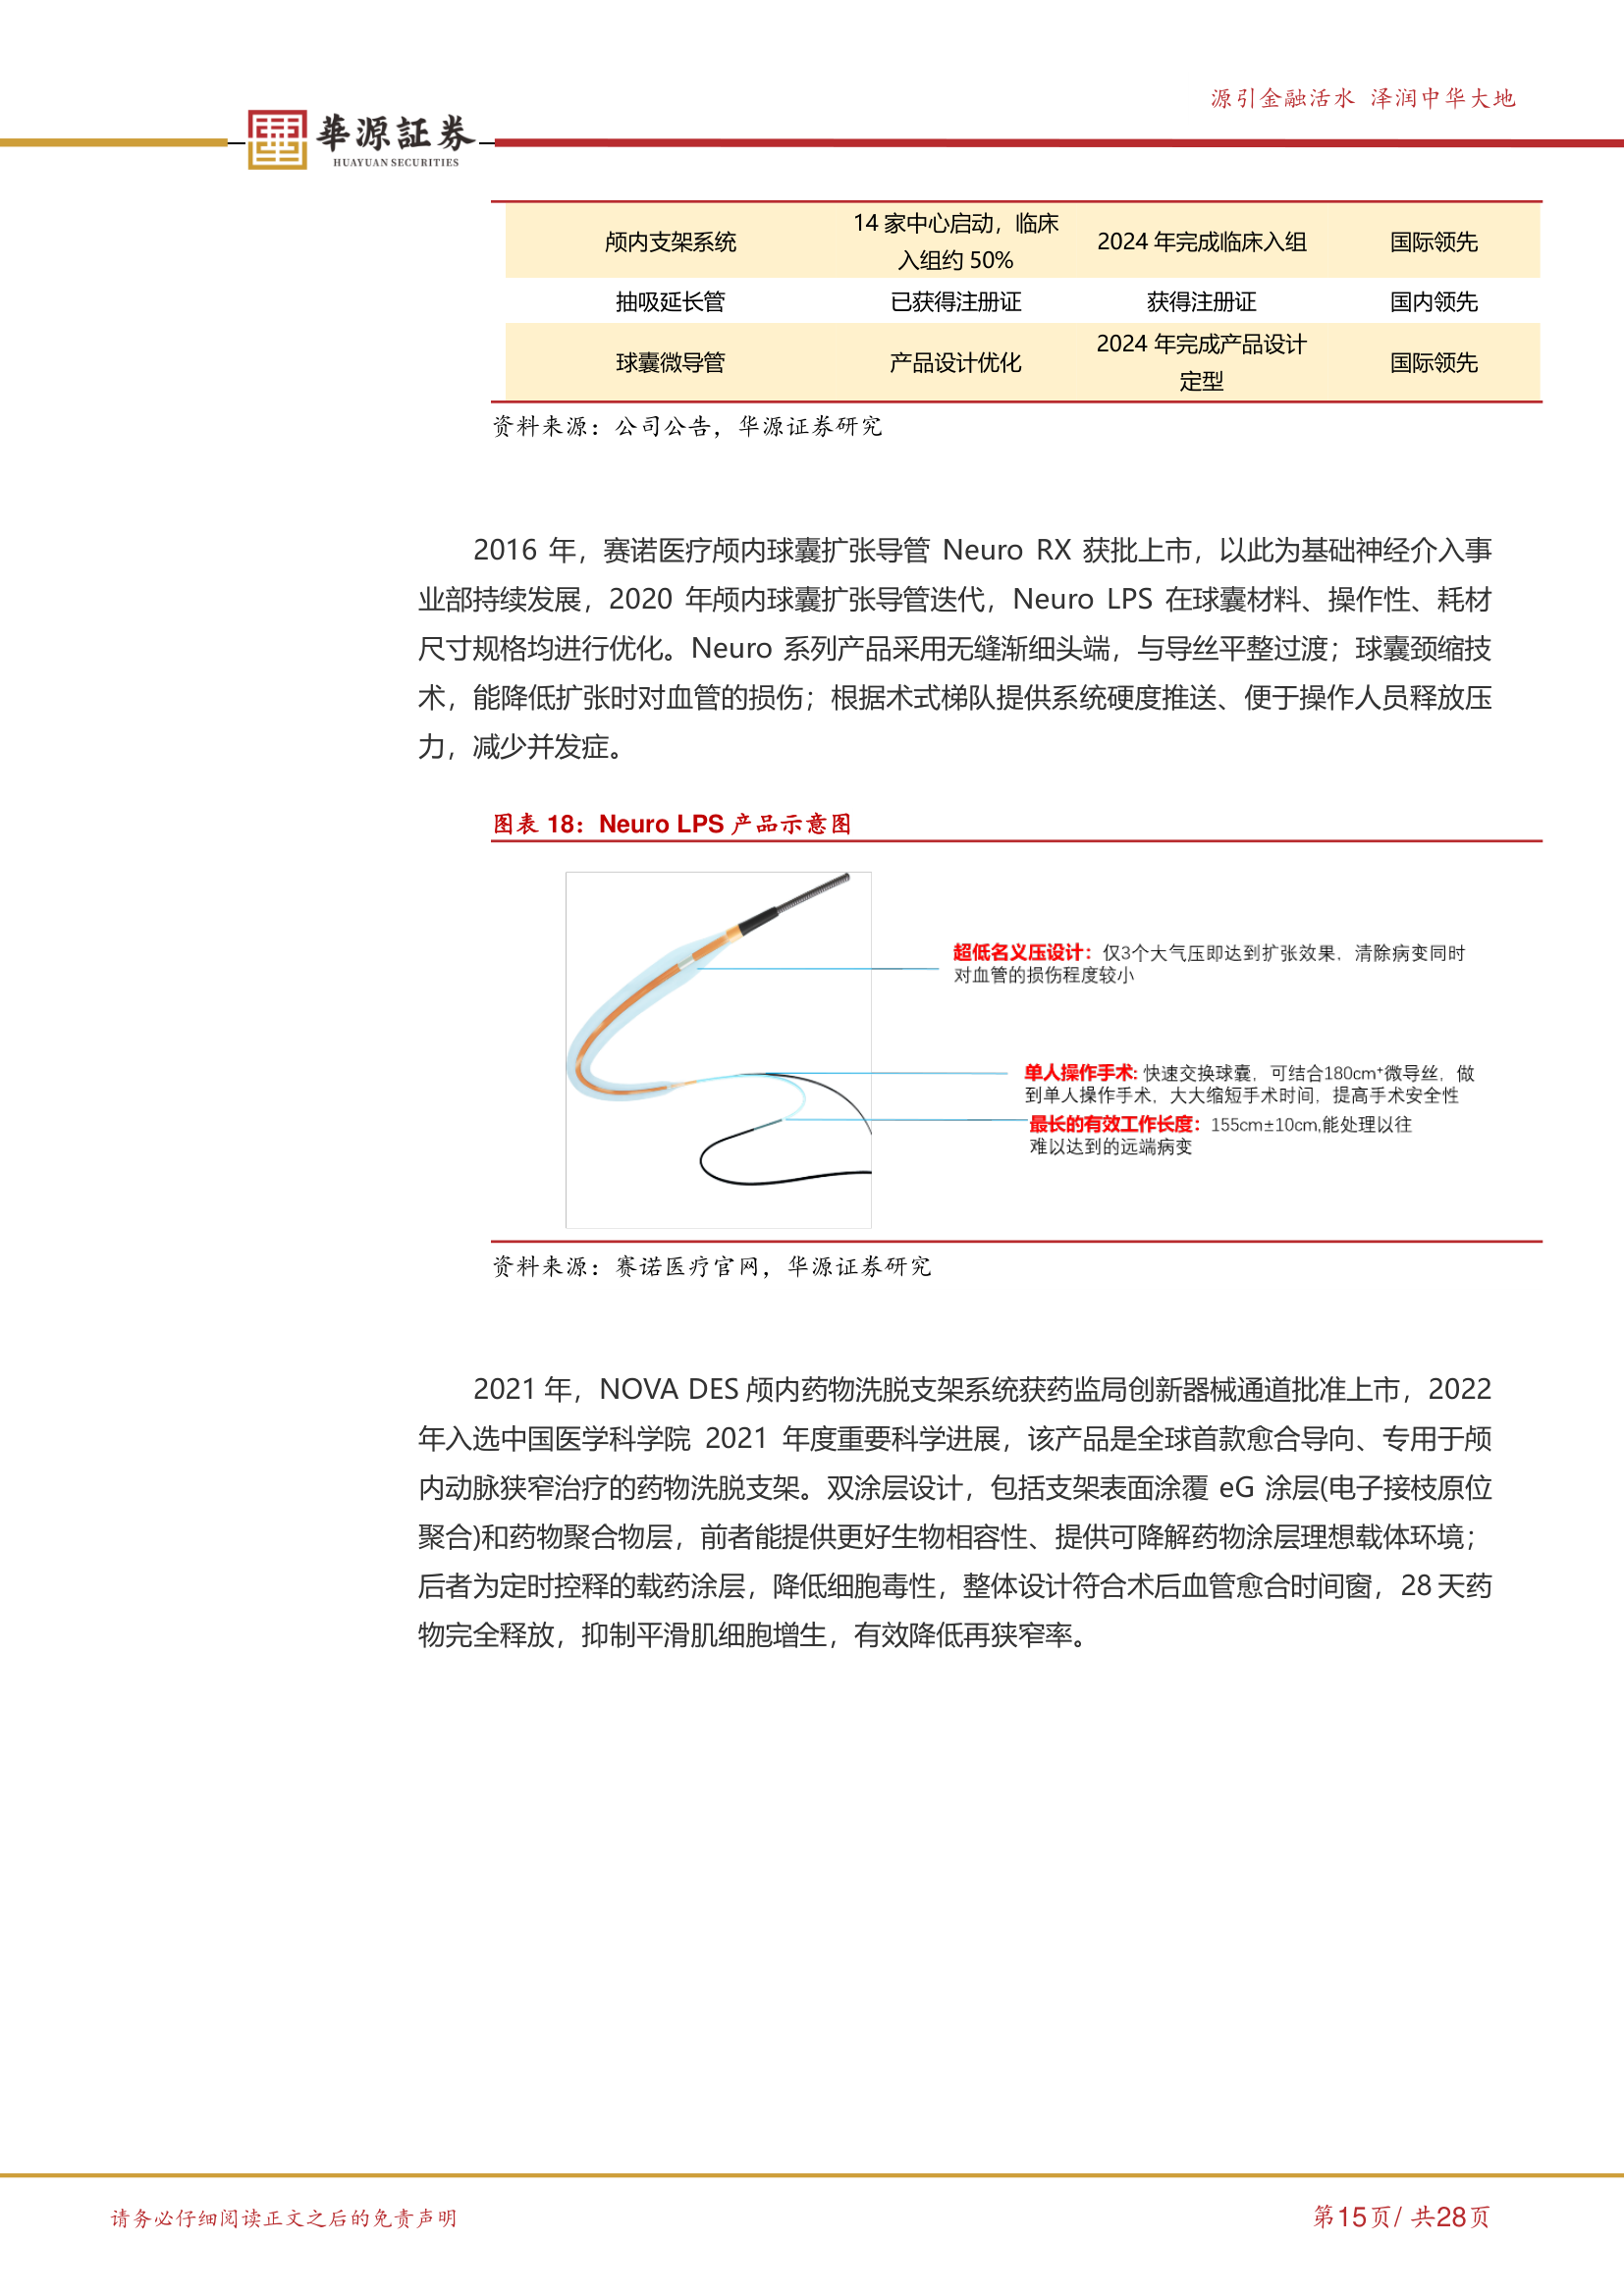 源引金融活水 泽润中华大地
華源証券
HUAYUAN SECURITIES
颅内支架系统 14 家中心启动，临床入组约 50% 2024 年完成临床入组 国际领先
抽吸延长管 已获得注册证 获得注册证 国内领先
球囊微导管 产品设计优化 2024 年完成产品设计定型 国际领先
资料来源：公司公告，华源证券研究
2016 年，赛诺医疗颅内球囊扩张导管 Neuro RX 获批上市，以此为基础神经介入事
业部持续发展，2020 年颅内球囊扩张导管迭代，Neuro LPS 在球囊材料、操作性、耗材
尺寸规格均进行优化。Neuro 系列产品采用无缝渐细头端，与导丝平整过渡；球囊颈缩技
术，能降低扩张时对血管的损伤；根据术式梯队提供系统硬度推送、便于操作人员释放压
力，减少并发症。
图表 18：Neuro LPS 产品示意图
超低名义压设计：仅3个大气压即达到扩张效果，清除病变同时
对血管的损伤程度较小
单人操作手术: 快速交换球囊，可结合180cm⁺微导丝，做
到单人操作手术，大大缩短手术时间，提高手术安全性
最长的有效工作长度：155cm±10cm,能处理以往
难以达到的远端病变
资料来源：赛诺医疗官网，华源证券研究
2021 年，NOVA DES 颅内药物洗脱支架系统获药监局创新器械通道批准上市，2022
年入选中国医学科学院 2021 年度重要科学进展，该产品是全球首款愈合导向、专用于颅
内动脉狭窄治疗的药物洗脱支架。双涂层设计，包括支架表面涂覆 eG 涂层(电子接枝原位
聚合)和药物聚合物层，前者能提供更好生物相容性、提供可降解药物涂层理想载体环境；
后者为定时控释的载药涂层，降低细胞毒性，整体设计符合术后血管愈合时间窗，28 天药
物完全释放，抑制平滑肌细胞增生，有效降低再狭窄率。
请务必仔细阅读正文之后的免责声明
第15页/ 共28页